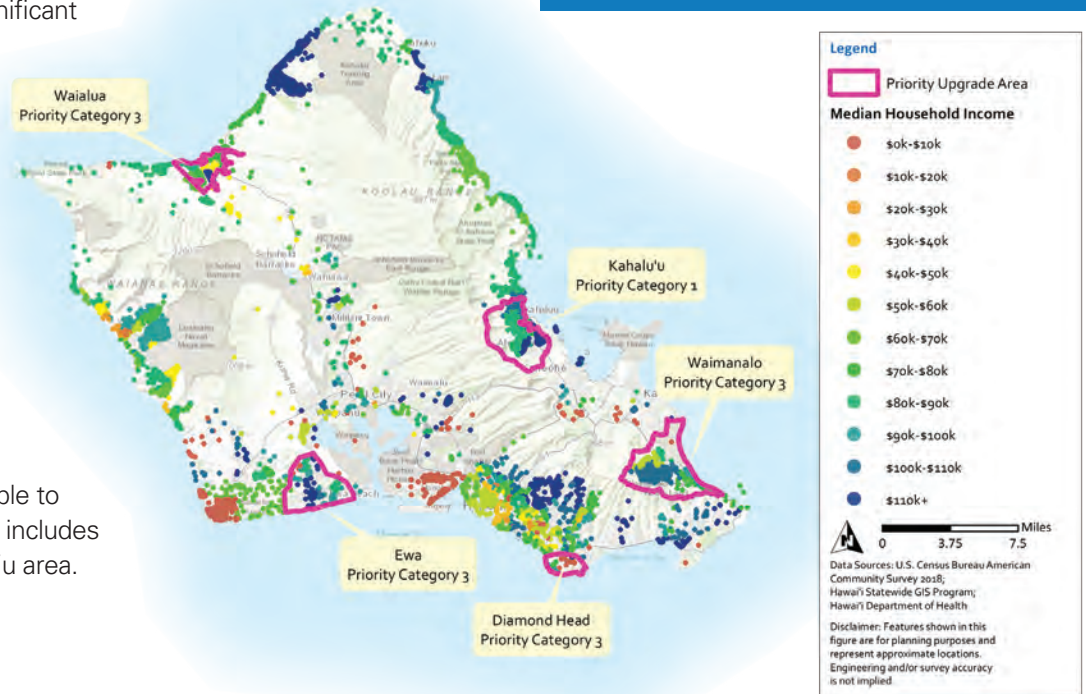 nificant
Waialua
Priority Category 3
Kahalu'u
Priority Category 1
Waimanalo
Priority Category 3
Ewa
Priority Category 3
Diamond Head
Priority Category 3
KOOLAU RANGE
WAIANAE RANGE
Schofield
Barracks
Mililani Town
Pearl City
ble to
includes
u area.
Legend
Priority Upgrade Area
Median Household Income
$0k-$10k
$10k-$20k
$20k-$30k
$30k-$40k
$40k-$50k
$50k-$60k
$60k-$70k
$70k-$80k
$80k-$90k
$90k-$100k
$100k-$110k
$110k+
N
Miles
0 3.75 7.5
Data Sources: U.S. Census Bureau American
Community Survey 2018;
Hawai'i Statewide GIS Program;
Hawai'i Department of Health
Disclaimer: Features shown in this
figure are for planning purposes and
represent approximate locations.
Engineering and/or survey accuracy
is not implied